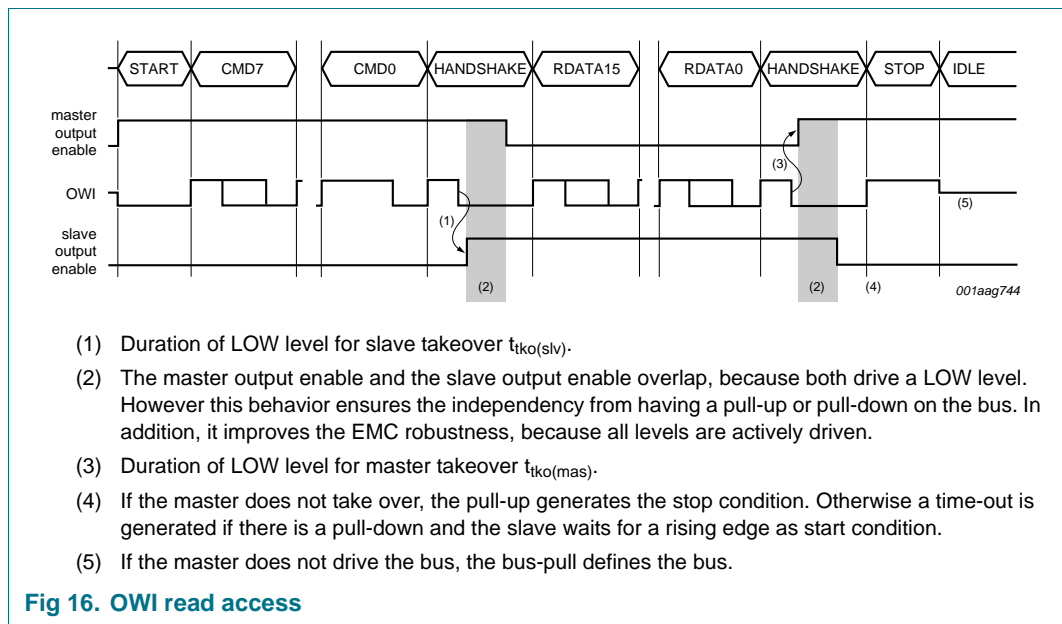 START CMD7 CMD0 HANDSHAKE RDATA15 RDATA0 HANDSHAKE STOP IDLE
master
output
enable
(3)
OWI
(1)
(5)
slave
output
enable
(2) (2) (4)
001aag744
(1) Duration of LOW level for slave takeover ttko(slv).
(2) The master output enable and the slave output enable overlap, because both drive a LOW level.
However this behavior ensures the independency from having a pull-up or pull-down on the bus. In
addition, it improves the EMC robustness, because all levels are actively driven.
(3) Duration of LOW level for master takeover ttko(mas).
(4) If the master does not take over, the pull-up generates the stop condition. Otherwise a time-out is
generated if there is a pull-down and the slave waits for a rising edge as start condition.
(5) If the master does not drive the bus, the bus-pull defines the bus.
Fig 16. OWI read access